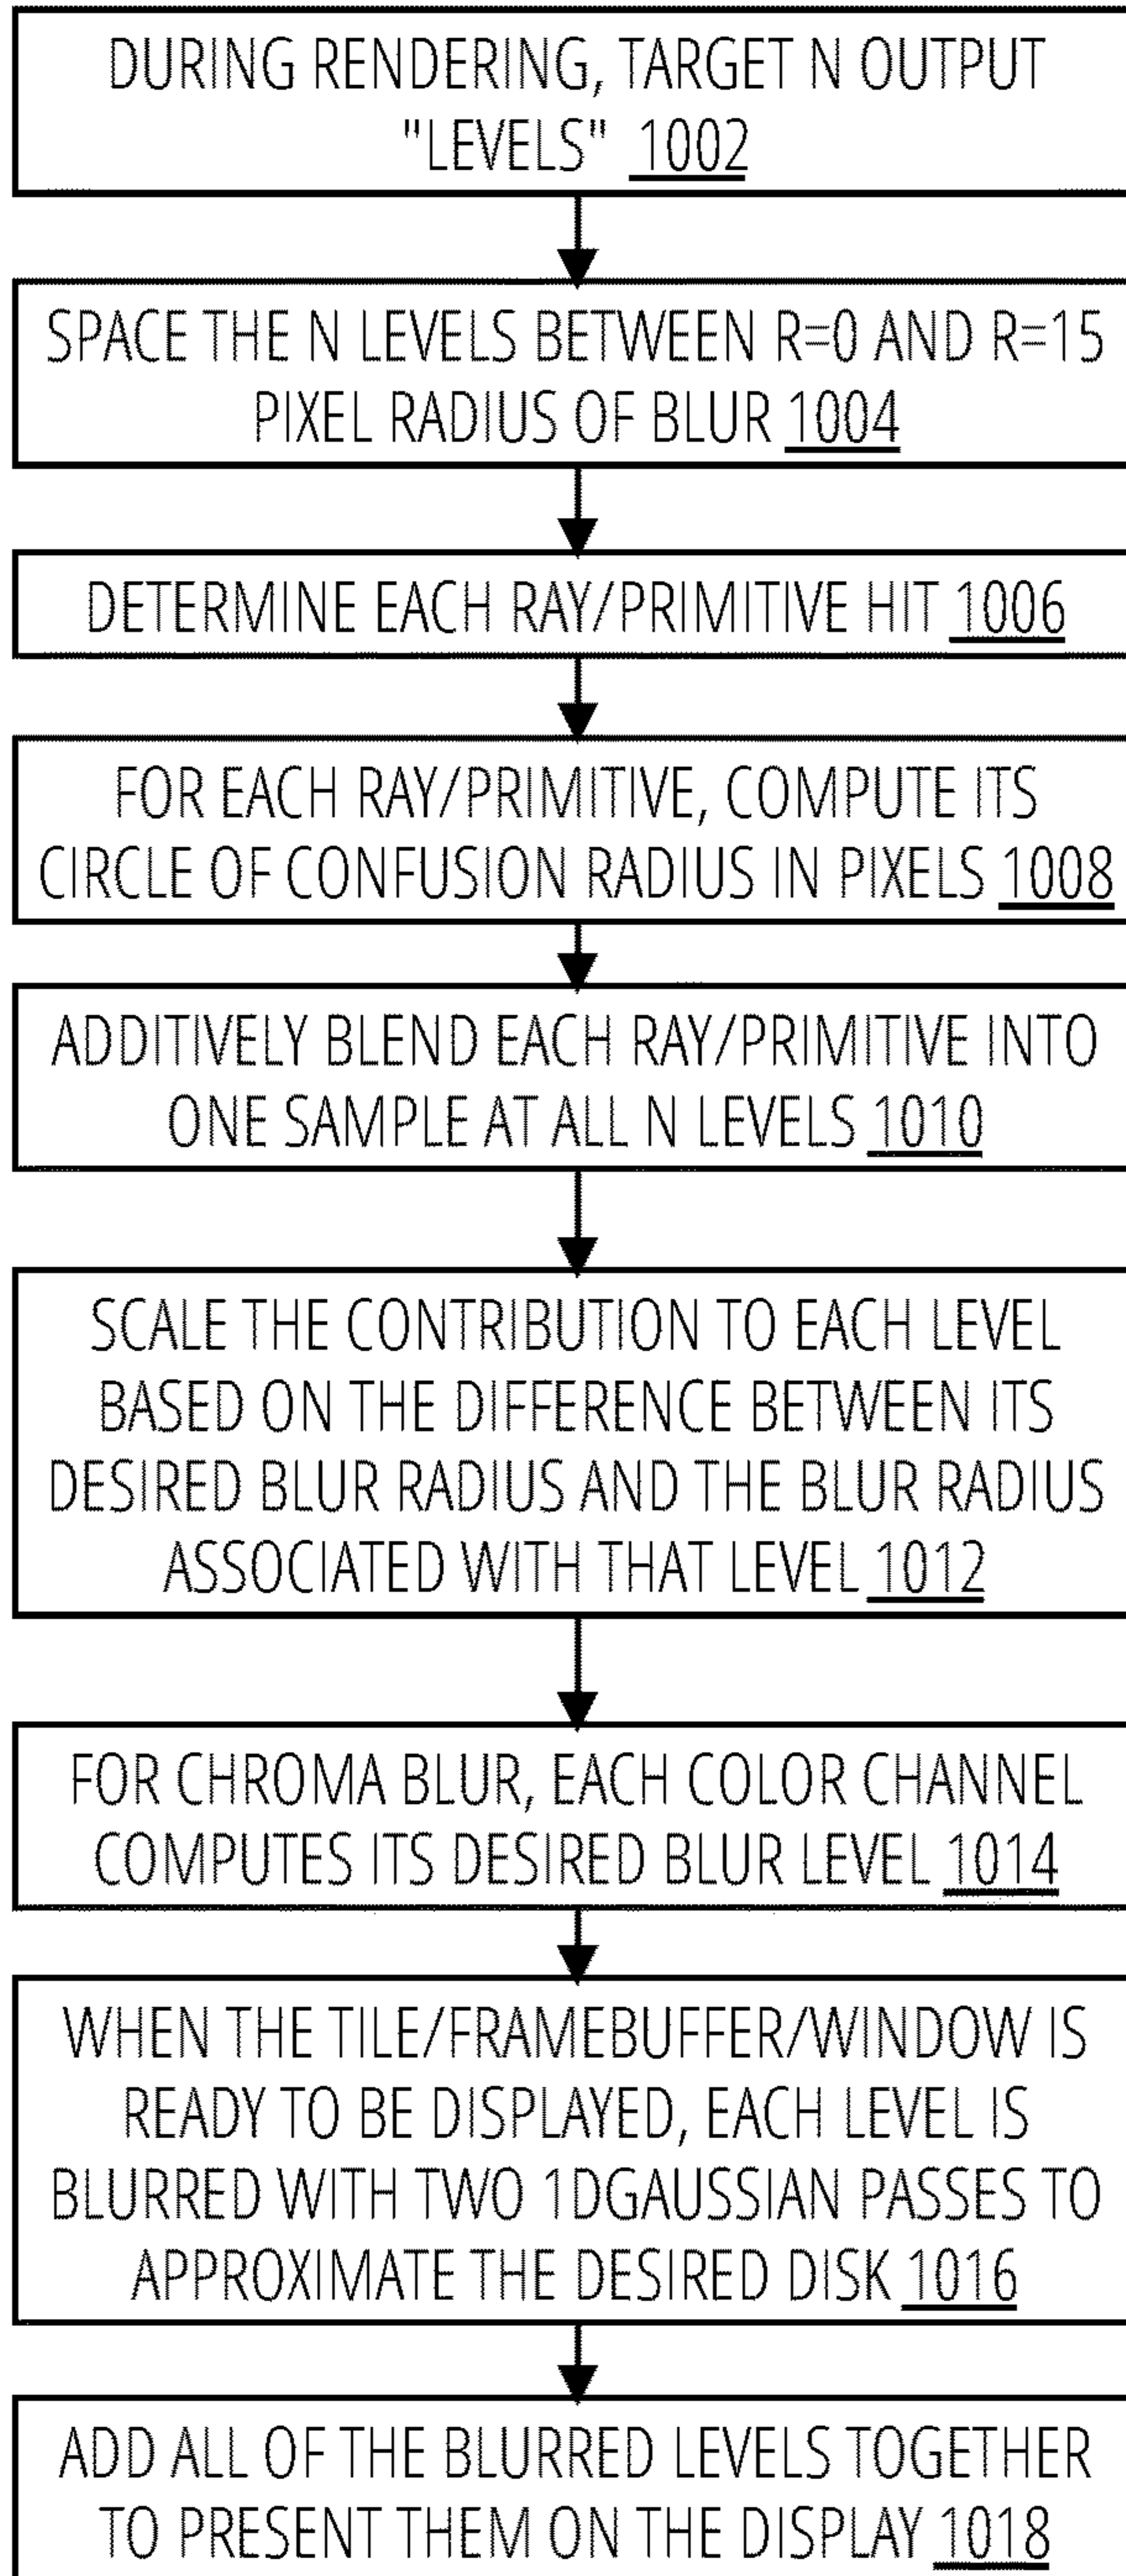 DURING RENDERING, TARGET N OUTPUT
"LEVELS" 1002
SPACE THE N LEVELS BETWEEN R=0 AND R=15
PIXEL RADIUS OF BLUR 1004
DETERMINE EACH RAY/PRIMITIVE HIT 1006
FOR EACH RAY/PRIMITIVE, COMPUTE ITS
CIRCLE OF CONFUSION RADIUS IN PIXELS 1008
ADDITIVELY BLEND EACH RAY/PRIMITIVE INTO
ONE SAMPLE AT ALL N LEVELS 1010
SCALE THE CONTRIBUTION TO EACH LEVEL
BASED ON THE DIFFERENCE BETWEEN ITS
DESIRED BLUR RADIUS AND THE BLUR RADIUS
ASSOCIATED WITH THAT LEVEL 1012
FOR CHROMA BLUR, EACH COLOR CHANNEL
COMPUTES ITS DESIRED BLUR LEVEL 1014
WHEN THE TILE/FRAMEBUFFER/WINDOW IS
READY TO BE DISPLAYED, EACH LEVEL IS
BLURRED WITH TWO 1DGAUSSIAN PASSES TO
APPROXIMATE THE DESIRED DISK 1016
ADD ALL OF THE BLURRED LEVELS TOGETHER
TO PRESENT THEM ON THE DISPLAY 1018